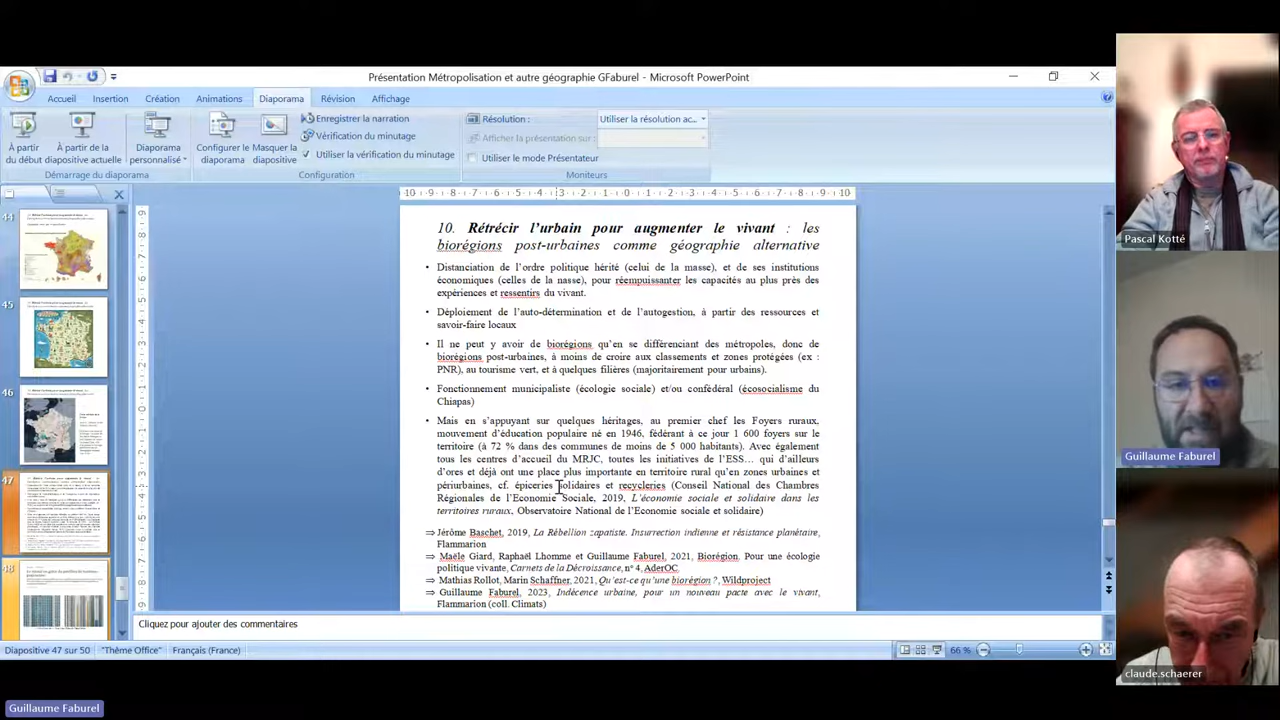 Présentation Métropolisation et autre géographie GFaburel - Microsoft PowerPoint
Accueil Insertion Création Animations Diaporama Révision Affichage
À partir du début
À partir de la diapositive actuelle
Diaporama personnalisé
Démarrage du diaporama
Configurer le diaporama
Masquer la diapositive
Enregistrer la narration
Vérification du minutage
Utiliser la vérification du minutage
Configuration
Résolution : Utiliser la résolution ac...
Afficher la présentation sur :
Utiliser le mode Présentateur
Moniteurs
44
45
46
47
48
10. Rétrécir l’urbain pour augmenter le vivant : les
biorégions post-urbaines comme géographie alternative
• Distanciation de l’ordre politique hérité (celui de la masse), et de ses institutions
économiques (celles de la nasse), pour réempuissanter les capacités au plus près des
expériences et ressentirs du vivant.
• Déploiement de l’auto-détermination et de l’autogestion, à partir des ressources et
savoir-faire locaux
• Il ne peut y avoir de biorégions qu’en se différenciant des métropoles, donc de
biorégions post-urbaines, à moins de croire aux classements et zones protégées (ex :
PNR), au tourisme vert, et à quelques filières (majoritairement pour urbains).
• Fonctionnement municipaliste (écologie sociale) et/ou confédéral (écosocialisme du
Chiapas)
• Mais en s’appuyant sur quelques héritages, au premier chef les Foyers ruraux,
mouvement d’éducation populaire né en 1946, fédérant à ce jour 1 600 foyers sur le
territoire (à 72 % dans des communes de moins de 5 000 habitants). Avec également
tous les centres d’accueil du MRJC, toutes les initiatives de l’ESS… qui d’ailleurs
d’ores et déjà ont une place plus importante en territoire rural qu’en zones urbaines et
périurbaines, cf. épiceries solidaires et recycleries (Conseil National des Chambres
Régionales de l’Economie Sociale, 2019, L’économie sociale et solidaire dans les
territoires ruraux, Observatoire National de l’Economie sociale et solidaire)
⇒ Jérôme Baschet, 2019, La Rébellion zapatiste. Insurrection indienne et résistance planétaire,
Flammarion
⇒ Maële Giard, Raphaël Lhomme et Guillaume Faburel, 2021, Biorégion. Pour une écologie
politique vivante, Carnets de la Décroissance, n° 4, AderOC.
⇒ Mathias Rollot, Marin Schaffner, 2021, Qu’est-ce qu’une biorégion ?, Wildproject
⇒ Guillaume Faburel, 2023, Indécence urbaine, pour un nouveau pacte avec le vivant,
Flammarion (coll. Climats)
Cliquez pour ajouter des commentaires
Diapositive 47 sur 50 "Thème Office" Français (France) 66 %
Pascal Kotté
Guillaume Faburel
claude.schaerer
Guillaume Faburel